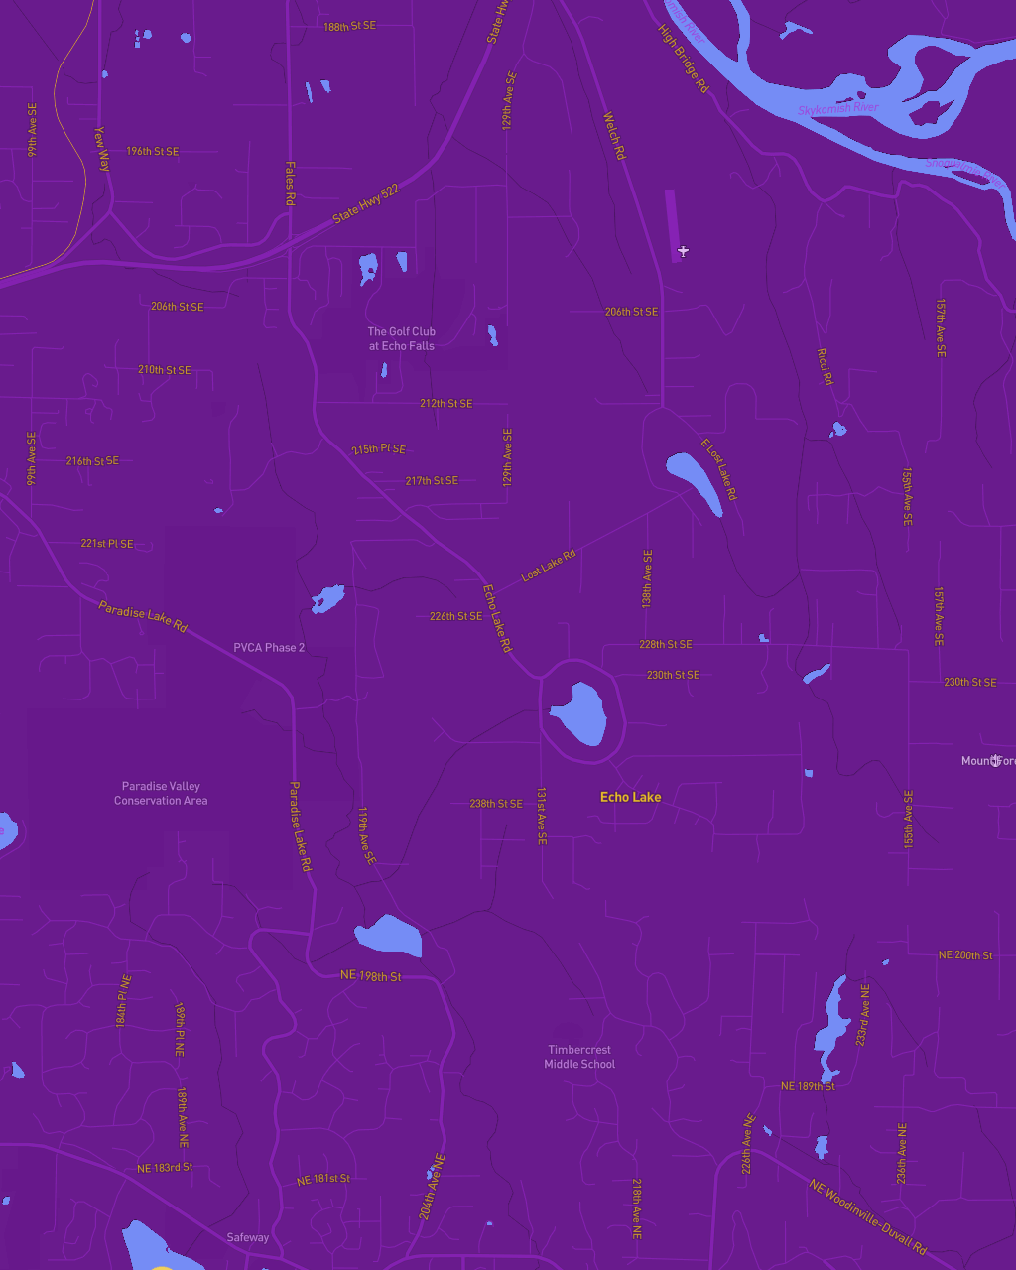 188th St SE
State Hwy
High Bridge Rd
Skykomish River
Snoqualmie River
99th Ave SE
Yew Way
196th St SE
Fales Rd
129th Ave SE
Welch Rd
State Hwy 522
206th St SE
The Golf Club
at Echo Falls
206th St SE
157th Ave SE
210th St SE
Ricci Rd
212th St SE
99th Ave SE
216th St SE
215th Pl SE
217th St SE
129th Ave SE
E Lost Lake Rd
155th Ave SE
221st Pl SE
Lost Lake Rd
138th Ave SE
Paradise Lake Rd
226th St SE
Echo Lake Rd
157th Ave SE
PVCA Phase 2
228th St SE
230th St SE
230th St SE
Paradise Valley
Conservation Area
Paradise Lake Rd
119th Ave SE
238th St SE
131st Ave SE
Echo Lake
155th Ave SE
NE 198th St
NE 200th St
184th Pl NE
189th Pl NE
233rd Ave NE
Timbercrest
Middle School
NE 189th St
189th Ave NE
226th Ave NE
236th Ave NE
NE 183rd St
NE 181st St
204th Ave NE
218th Ave NE
NE Woodinville-Duvall Rd
Safeway